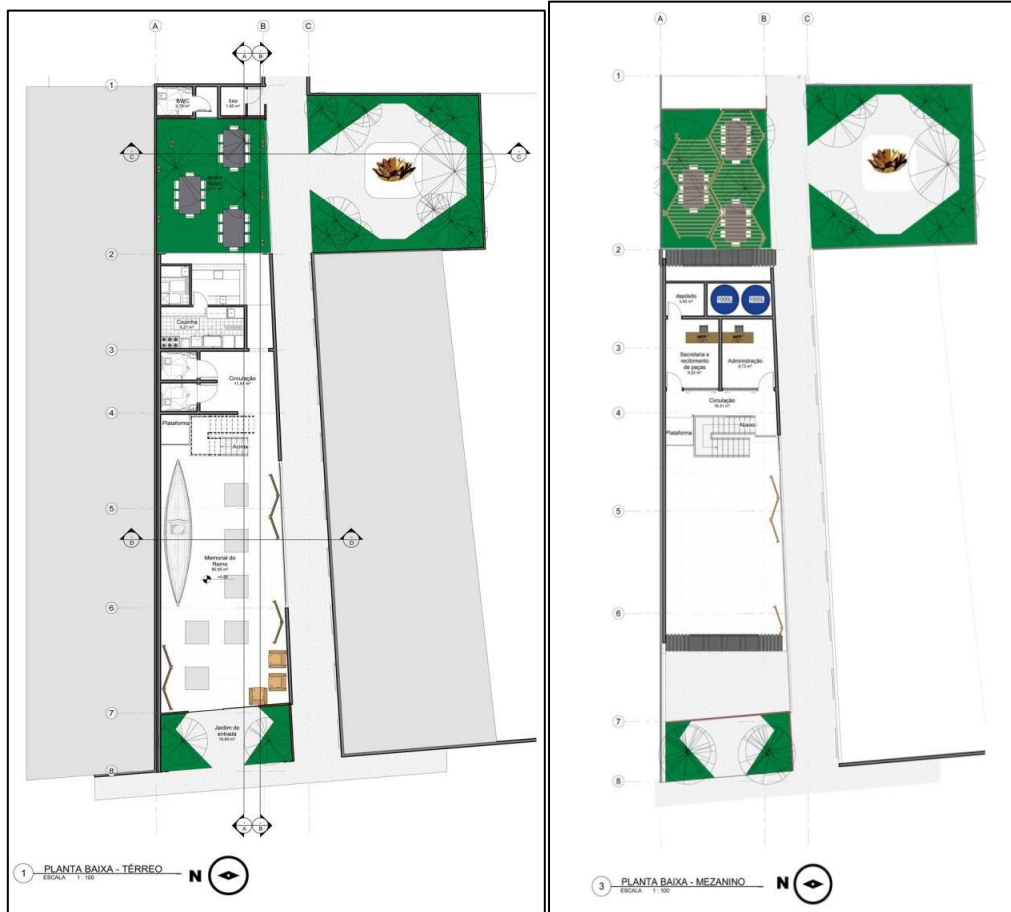 A
B
C
A
B
1
BWC
lixo
C
C
2
Cozinha
3
Circulação
4
Plataforma
Acima
5
D
D
Memorial do
Remo
6
7
Jardim de
entrada
8
A
B
1
PLANTA BAIXA - TÉRREO
ESCALA 1 : 100
N
A
B
C
1
2
depósito
1000L
1000L
3
Secretaria e
recibimento
de peças
Administração
Circulação
4
Plataforma
Abaixo
5
6
7
8
3
PLANTA BAIXA - MEZANINO
ESCALA 1 : 100
N